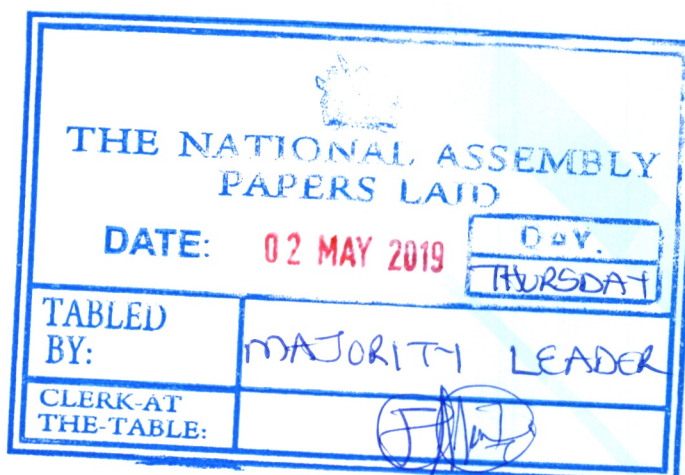 THE NATIONAL ASSEMBLY
PAPERS LAID
DATE: 02 MAY 2019
DAY.
THURSDAY
TABLED BY: MAJORITY LEADER
CLERK-AT THE-TABLE: